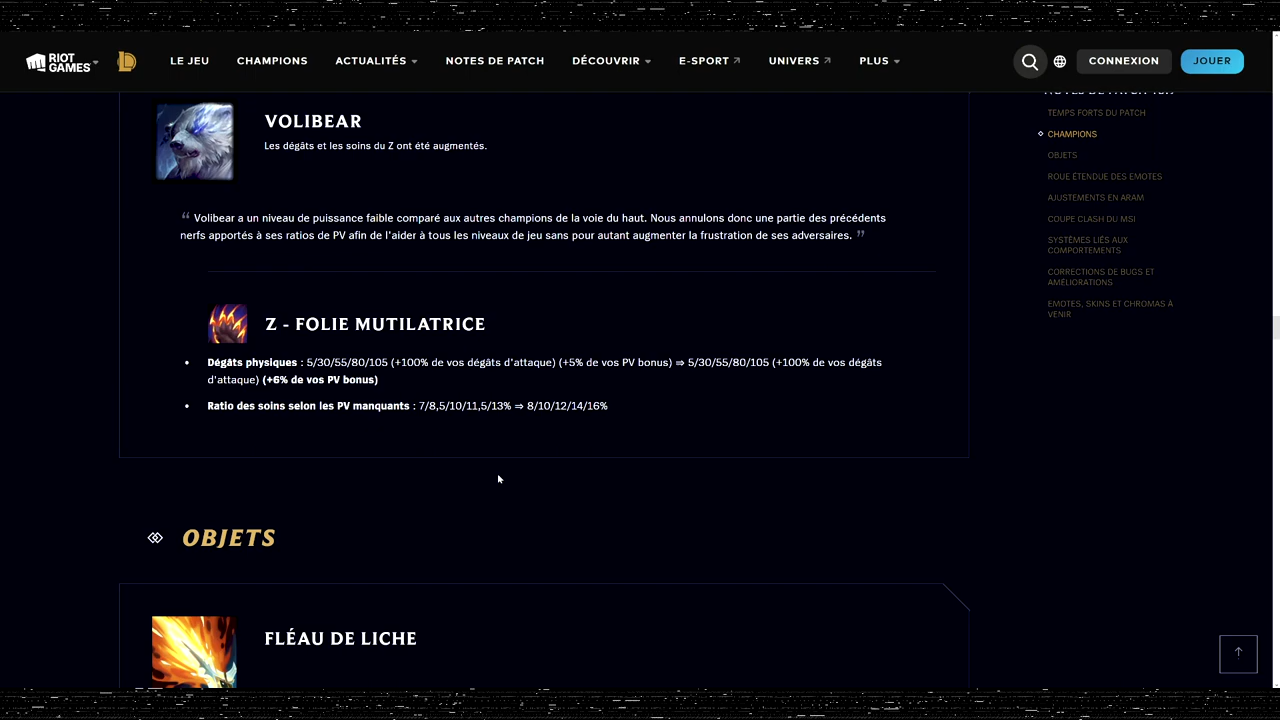 RIOT GAMES
LE JEU
CHAMPIONS
ACTUALITÉS
NOTES DE PATCH
DÉCOUVRIR
E-SPORT
UNIVERS
PLUS
CONNEXION
JOUER
VOLIBEAR
Les dégâts et les soins du Z ont été augmentés.
“ Volibear a un niveau de puissance faible comparé aux autres champions de la voie du haut. Nous annulons donc une partie des précédents
nerfs apportés à ses ratios de PV afin de l'aider à tous les niveaux de jeu sans pour autant augmenter la frustration de ses adversaires. ”
Z - FOLIE MUTILATRICE
• Dégâts physiques : 5/30/55/80/105 (+100% de vos dégâts d'attaque) (+5% de vos PV bonus) ⇒ 5/30/55/80/105 (+100% de vos dégâts
d'attaque) (+6% de vos PV bonus)
• Ratio des soins selon les PV manquants : 7/8,5/10/11,5/13% ⇒ 8/10/12/14/16%
OBJETS
FLÉAU DE LICHE
TEMPS FORTS DU PATCH
CHAMPIONS
OBJETS
ROUE ÉTENDUE DES EMOTES
AJUSTEMENTS EN ARAM
COUPE CLASH DU MSI
SYSTÈMES LIÉS AUX
COMPORTEMENTS
CORRECTIONS DE BUGS ET
AMÉLIORATIONS
EMOTES, SKINS ET CHROMAS À
VENIR